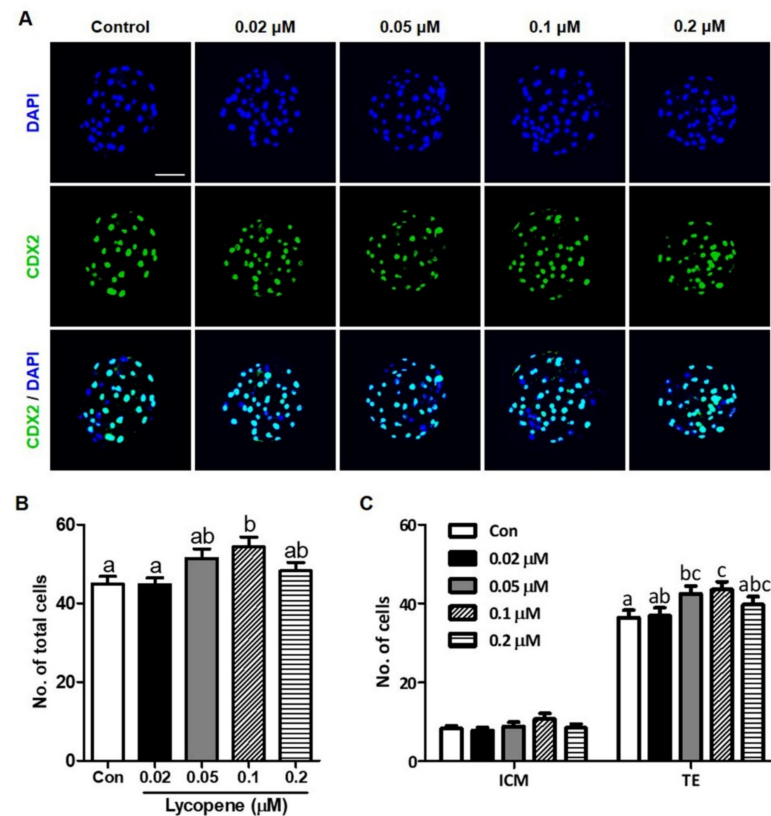 A
Control 0.02 µM 0.05 µM 0.1 µM 0.2 µM
DAPI
CDX2
CDX2 / DAPI
B
No. of total cells
60
40
20
0
a a ab b ab
Con 0.02 0.05 0.1 0.2
Lycopene (µM)
C
No. of cells
60
40
20
0
Con
0.02 µM
0.05 µM
0.1 µM
0.2 µM
a ab bc c abc
ICM TE